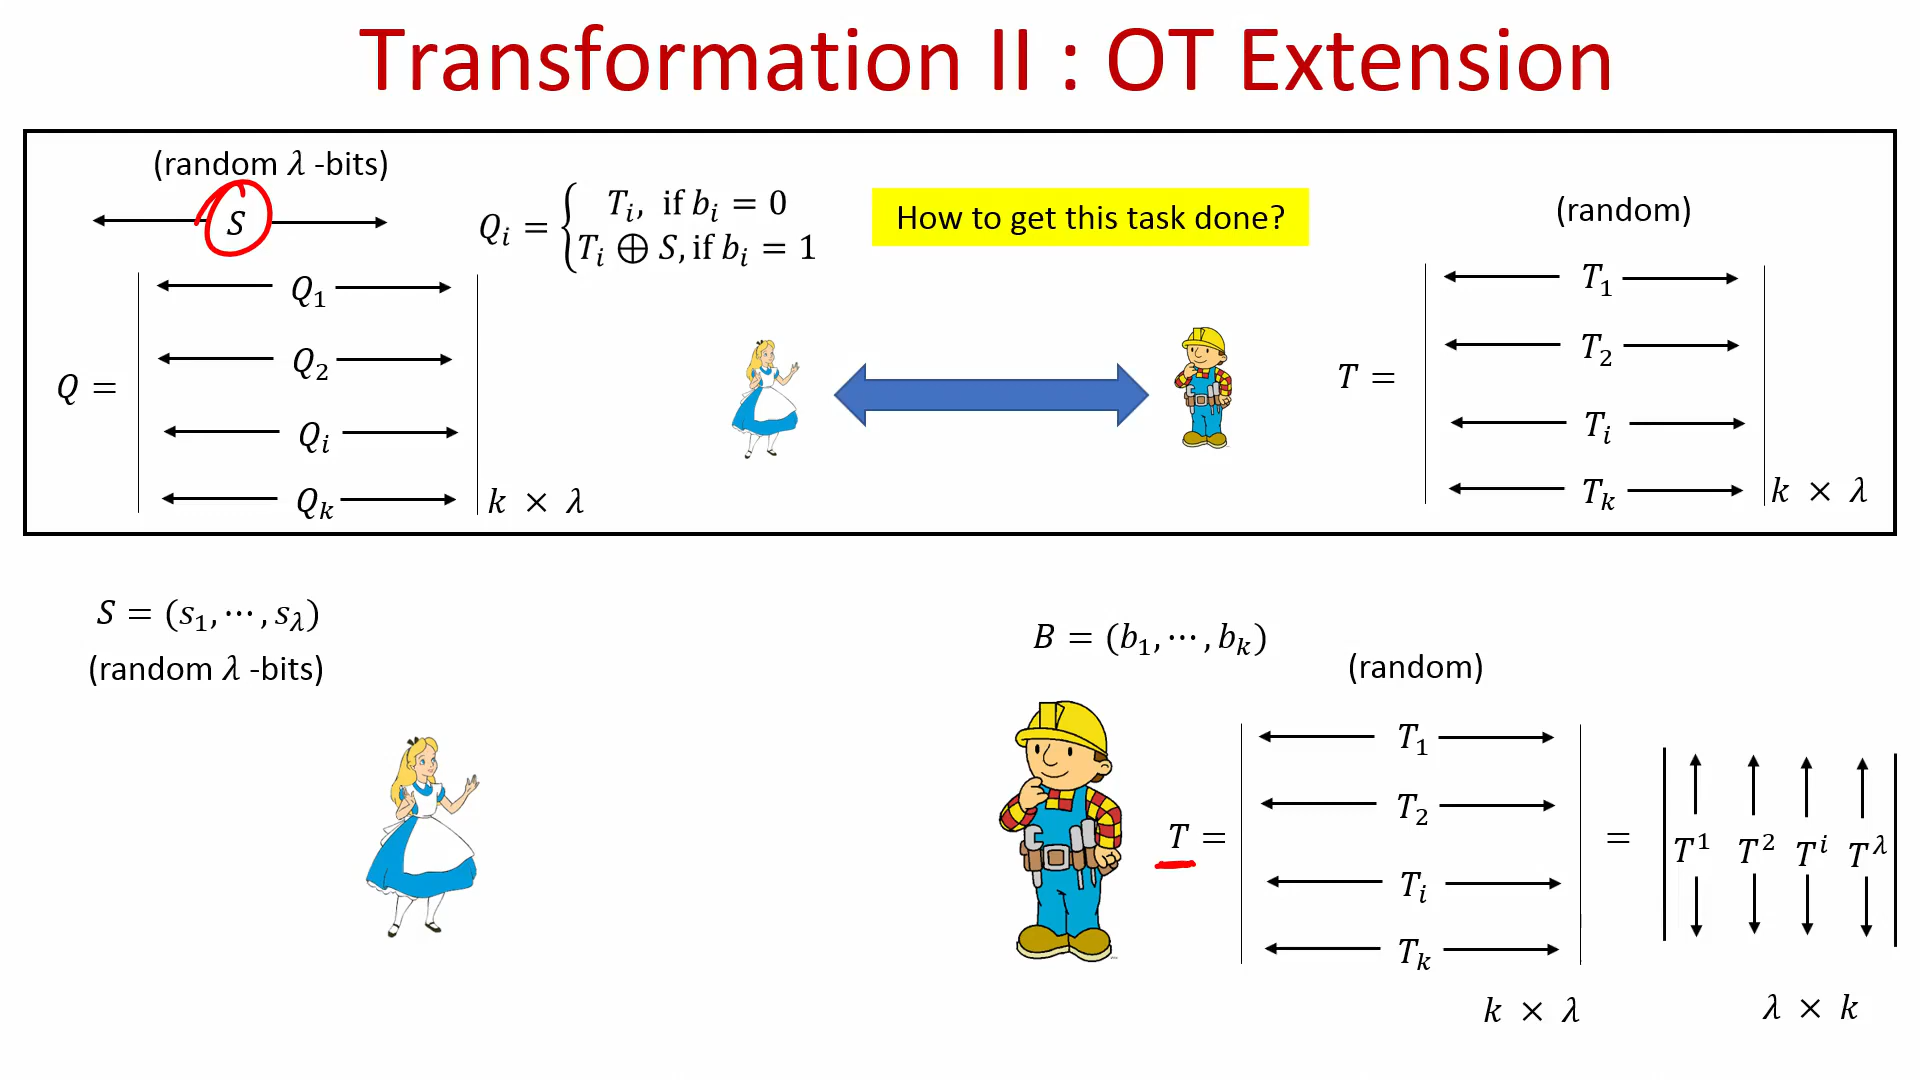 Transformation II : OT Extension
(random λ -bits)
S
Q_i = { T_i, if b_i = 0
T_i ⊕ S, if b_i = 1
How to get this task done?
(random)
Q =
Q_1
Q_2
Q_i
Q_k
k × λ
T =
T_1
T_2
T_i
T_k
k × λ
S = (s_1, ⋯ , s_λ)
(random λ -bits)
B = (b_1, ⋯ , b_k)
(random)
T =
T_1
T_2
T_i
T_k
k × λ
=
T^1 T^2 T^i T^λ
λ × k